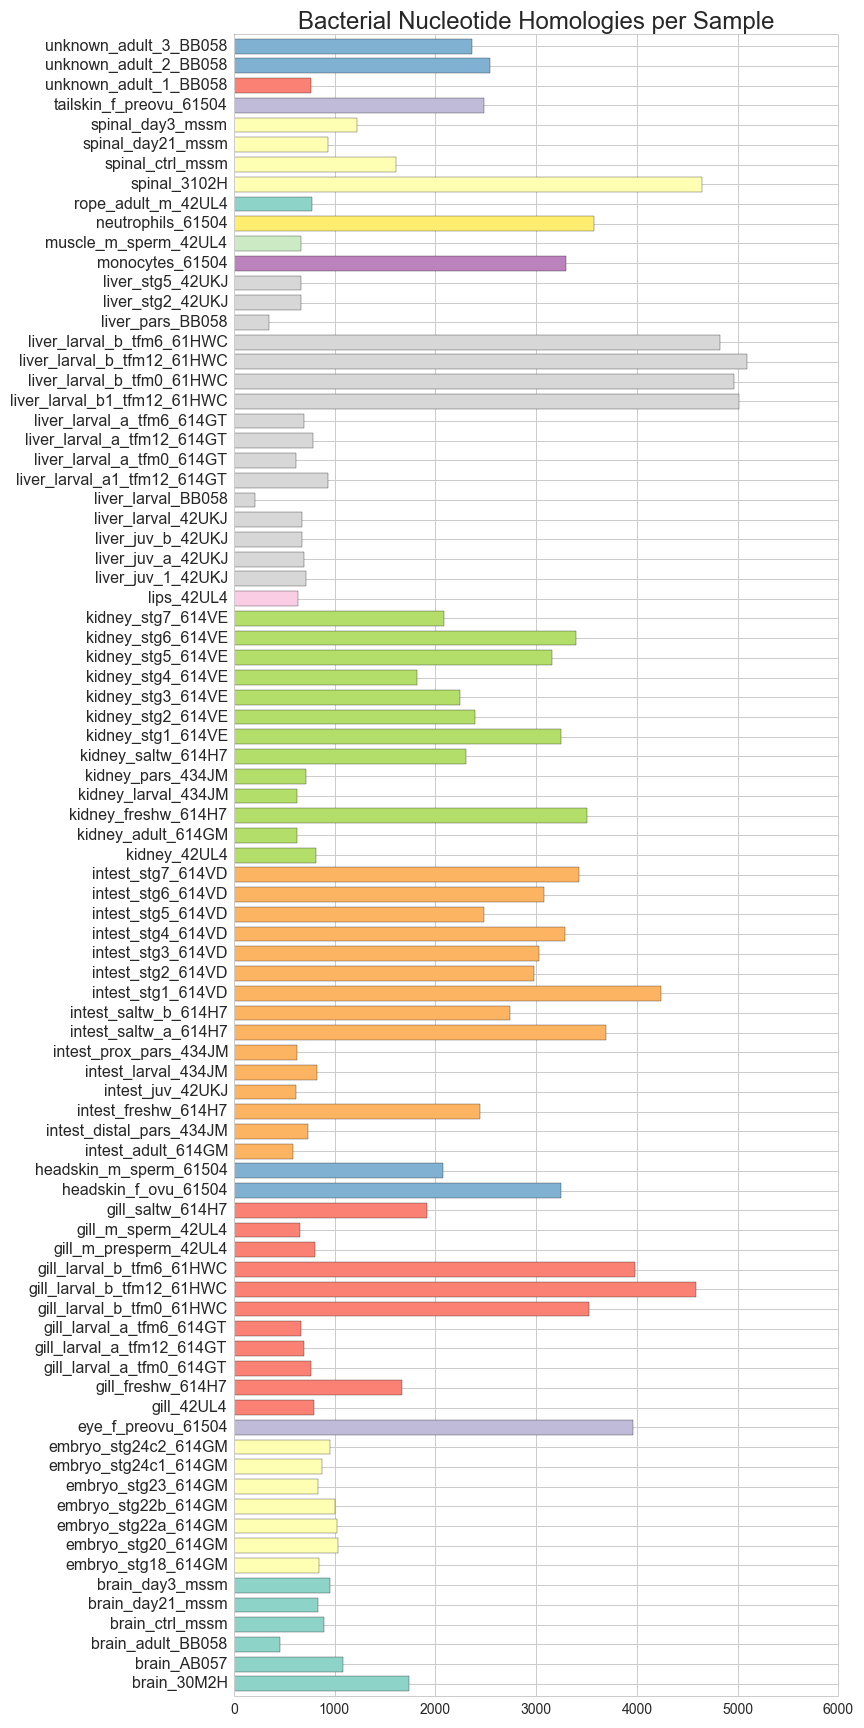 Bacterial Nucleotide Homologies per Sample
unknown_adult_3_BB058
unknown_adult_2_BB058
unknown_adult_1_BB058
tailskin_f_preovu_61504
spinal_day3_mssm
spinal_day21_mssm
spinal_ctrl_mssm
spinal_3102H
rope_adult_m_42UL4
neutrophils_61504
muscle_m_sperm_42UL4
monocytes_61504
liver_stg5_42UKJ
liver_stg2_42UKJ
liver_pars_BB058
liver_larval_b_tfm6_61HWC
liver_larval_b_tfm12_61HWC
liver_larval_b_tfm0_61HWC
liver_larval_b1_tfm12_61HWC
liver_larval_a_tfm6_614GT
liver_larval_a_tfm12_614GT
liver_larval_a_tfm0_614GT
liver_larval_a1_tfm12_614GT
liver_larval_BB058
liver_larval_42UKJ
liver_juv_b_42UKJ
liver_juv_a_42UKJ
liver_juv_1_42UKJ
lips_42UL4
kidney_stg7_614VE
kidney_stg6_614VE
kidney_stg5_614VE
kidney_stg4_614VE
kidney_stg3_614VE
kidney_stg2_614VE
kidney_stg1_614VE
kidney_saltw_614H7
kidney_pars_434JM
kidney_larval_434JM
kidney_freshw_614H7
kidney_adult_614GM
kidney_42UL4
intest_stg7_614VD
intest_stg6_614VD
intest_stg5_614VD
intest_stg4_614VD
intest_stg3_614VD
intest_stg2_614VD
intest_stg1_614VD
intest_saltw_b_614H7
intest_saltw_a_614H7
intest_prox_pars_434JM
intest_larval_434JM
intest_juv_42UKJ
intest_freshw_614H7
intest_distal_pars_434JM
intest_adult_614GM
headskin_m_sperm_61504
headskin_f_ovu_61504
gill_saltw_614H7
gill_m_sperm_42UL4
gill_m_presperm_42UL4
gill_larval_b_tfm6_61HWC
gill_larval_b_tfm12_61HWC
gill_larval_b_tfm0_61HWC
gill_larval_a_tfm6_614GT
gill_larval_a_tfm12_614GT
gill_larval_a_tfm0_614GT
gill_freshw_614H7
gill_42UL4
eye_f_preovu_61504
embryo_stg24c2_614GM
embryo_stg24c1_614GM
embryo_stg23_614GM
embryo_stg22b_614GM
embryo_stg22a_614GM
embryo_stg20_614GM
embryo_stg18_614GM
brain_day3_mssm
brain_day21_mssm
brain_ctrl_mssm
brain_adult_BB058
brain_AB057
brain_30M2H
0 1000 2000 3000 4000 5000 6000